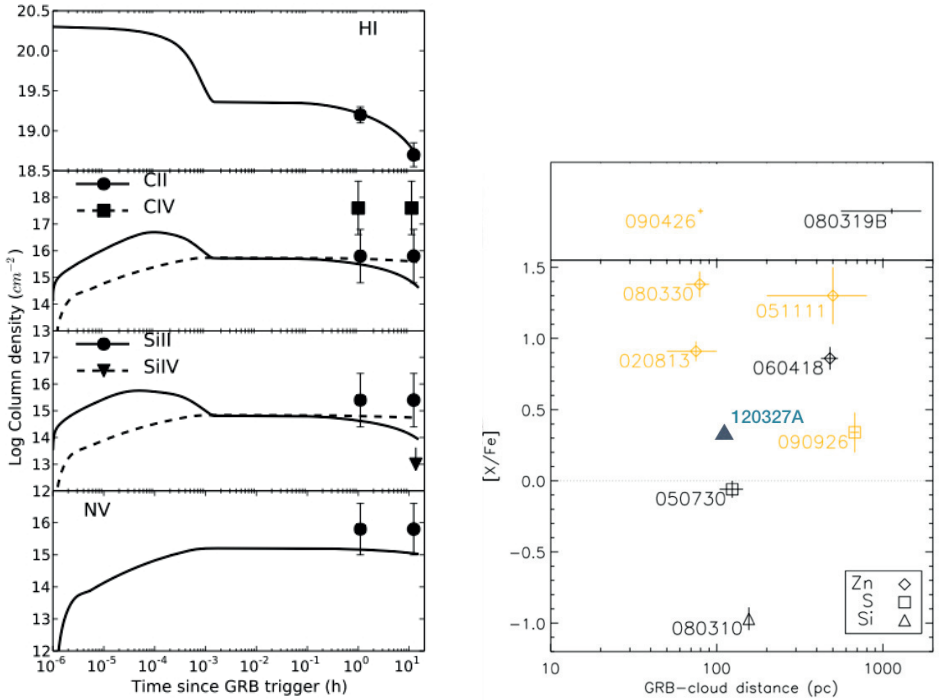 20.5
20.0
19.5
19.0
18.5
HI
18
17
16
15
14
13
CII
CIV
17
16
15
14
13
12
SiII
SiIV
16
15
14
13
12
NV
10⁻⁶ 10⁻⁵ 10⁻⁴ 10⁻³ 10⁻² 10⁻¹ 10⁰ 10¹
Time since GRB trigger (h)
Log Column density (cm⁻²)
090426
080319B
1.5
1.0
0.5
0.0
−0.5
−1.0
[X/Fe]
080330
051111
020813
060418
120327A
090926
050730
080310
Zn
S
Si
10 100 1000
GRB−cloud distance (pc)